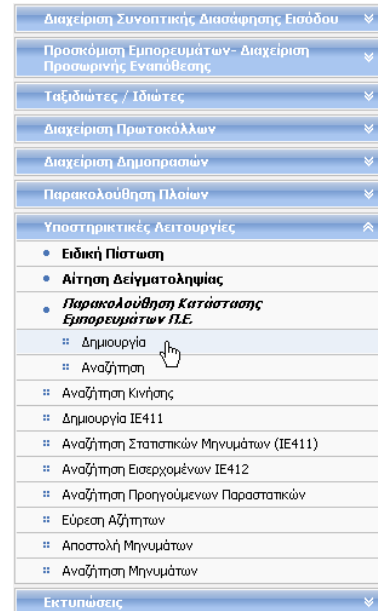 Διαχείριση Συνοπτικής Διασάφησης Εισόδου
Προσκόμιση Εμπορευμάτων- Διαχείριση
Προσωρινής Εναπόθεσης
Ταξιδιώτες / Ιδιώτες
Διαχείριση Πρωτοκόλλων
Διαχείριση Δημοπρασιών
Παρακολούθηση Πλοίων
Υποστηρικτικές Λειτουργίες
Ειδική Πίστωση
Αίτηση Δείγματοληψίας
Παρακολούθηση Κατάστασης
Εμπορευμάτων Π.Ε.
Δημιουργία
Αναζήτηση
Αναζήτηση Κινήσης
Δημιουργία ΙΕ411
Αναζήτηση Στατιστικών Μηνυμάτων (ΙΕ411)
Αναζήτηση Εισερχομένων ΙΕ412
Αναζήτηση Προηγούμενων Παραστατικών
Εύρεση Αζήτητων
Αποστολή Μηνυμάτων
Αναζήτηση Μηνυμάτων
Εκτυπώσεις